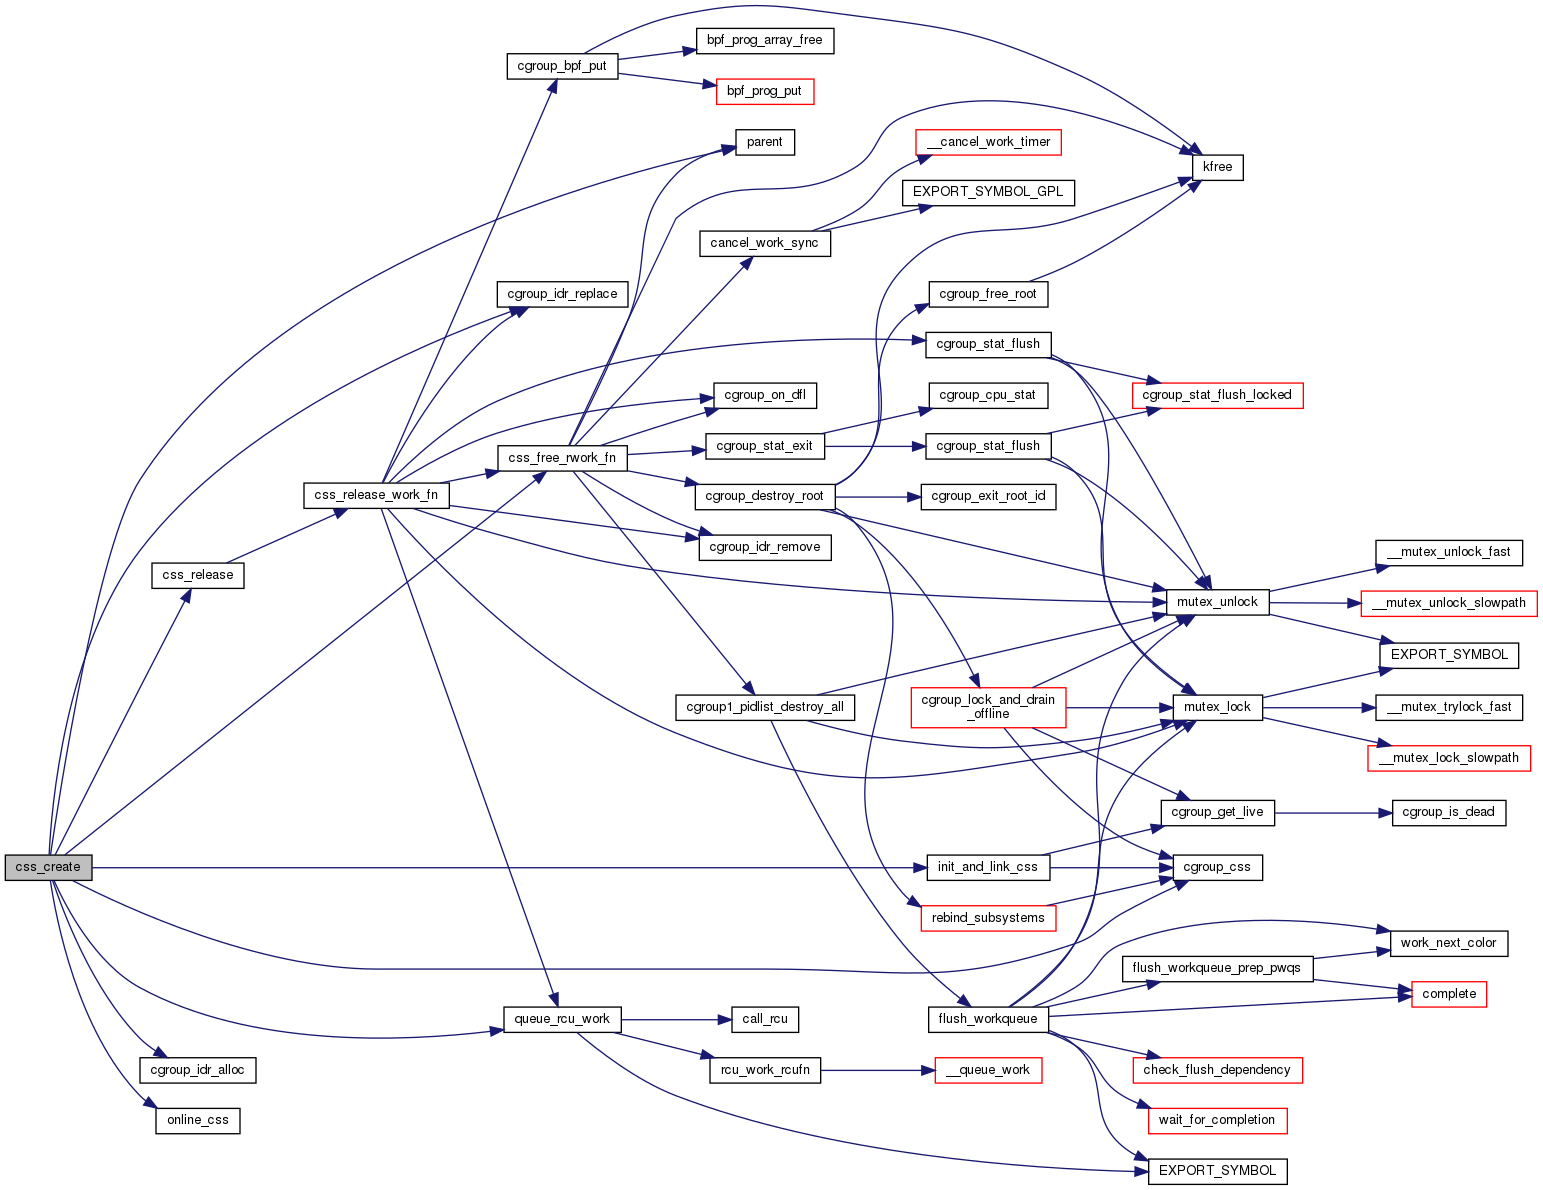 cgroup_bpf_put
bpf_prog_array_free
bpf_prog_put
parent
__cancel_work_timer
kfree
EXPORT_SYMBOL_GPL
cancel_work_sync
cgroup_idr_replace
cgroup_free_root
cgroup_stat_flush
cgroup_on_dfl
cgroup_cpu_stat
cgroup_stat_flush_locked
css_free_rwork_fn
cgroup_stat_exit
cgroup_stat_flush
css_release_work_fn
cgroup_destroy_root
cgroup_exit_root_id
cgroup_idr_remove
__mutex_unlock_fast
css_release
mutex_unlock
__mutex_unlock_slowpath
EXPORT_SYMBOL
cgroup1_pidlist_destroy_all
cgroup_lock_and_drain
_offline
mutex_lock
__mutex_trylock_fast
__mutex_lock_slowpath
cgroup_get_live
cgroup_is_dead
css_create
init_and_link_css
cgroup_css
rebind_subsystems
work_next_color
flush_workqueue_prep_pwqs
complete
queue_rcu_work
call_rcu
flush_workqueue
cgroup_idr_alloc
rcu_work_rcufn
__queue_work
check_flush_dependency
online_css
wait_for_completion
EXPORT_SYMBOL